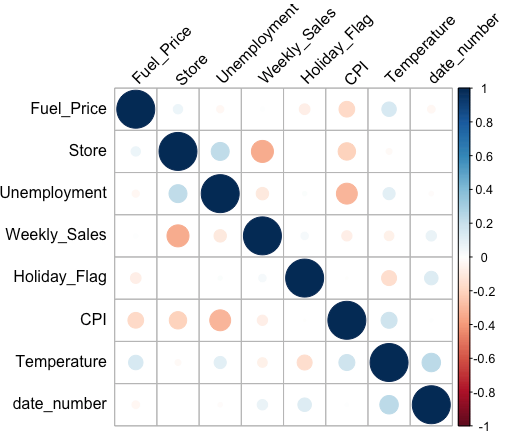 Fuel_Price
Store
Unemployment
Weekly_Sales
Holiday_Flag
CPI
Temperature
date_number
Fuel_Price
Store
Unemployment
Weekly_Sales
Holiday_Flag
CPI
Temperature
date_number
1
0.8
0.6
0.4
0.2
0
-0.2
-0.4
-0.6
-0.8
-1